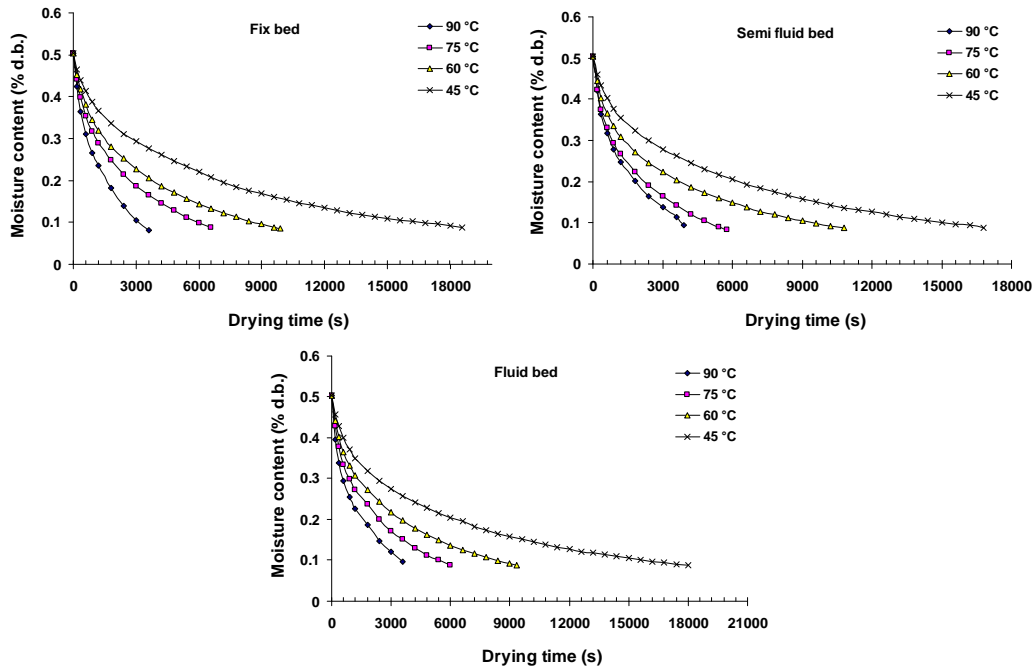 Fix bed
90 °C
75 °C
60 °C
45 °C
Moisture content (% d.b.)
0.6
0.5
0.4
0.3
0.2
0.1
0
0 3000 6000 9000 12000 15000 18000
Drying time (s)
Semi fluid bed
90 °C
75 °C
60 °C
45 °C
Moisture content (% d.b.)
0.6
0.5
0.4
0.3
0.2
0.1
0
0 3000 6000 9000 12000 15000 18000
Drying time (s)
Fluid bed
90 °C
75 °C
60 °C
45 °C
Moisture content (% d.b.)
0.6
0.5
0.4
0.3
0.2
0.1
0
0 3000 6000 9000 12000 15000 18000 21000
Drying time (s)